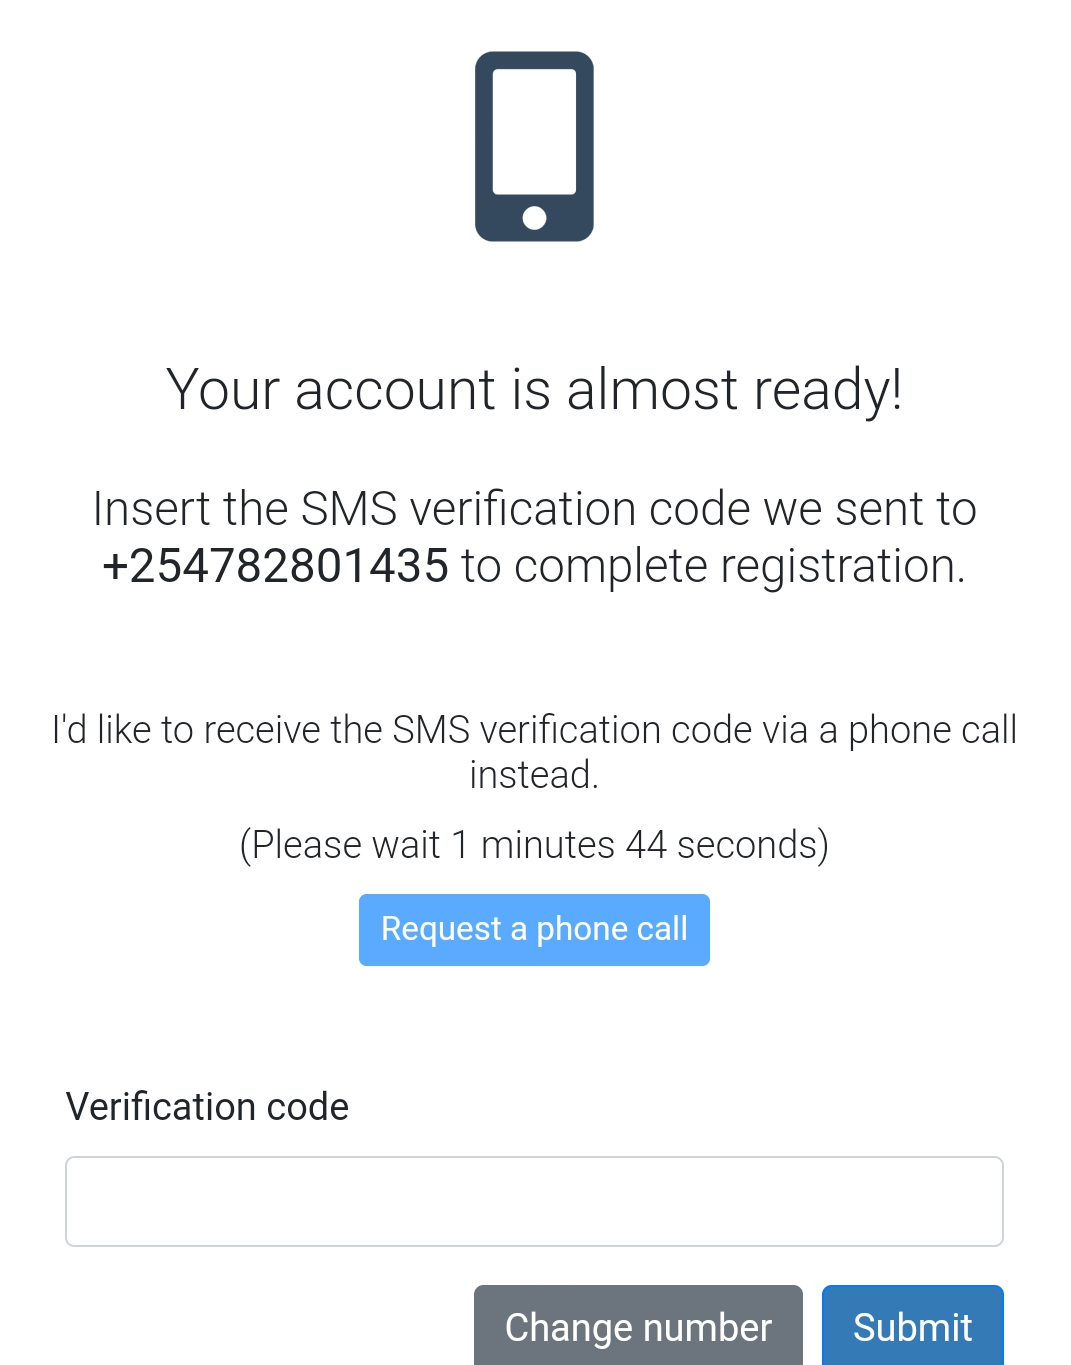 Your account is almost ready!
Insert the SMS verification code we sent to
+254782801435 to complete registration.
I'd like to receive the SMS verification code via a phone call
instead.
(Please wait 1 minutes 44 seconds)
Request a phone call
Verification code
Change number Submit